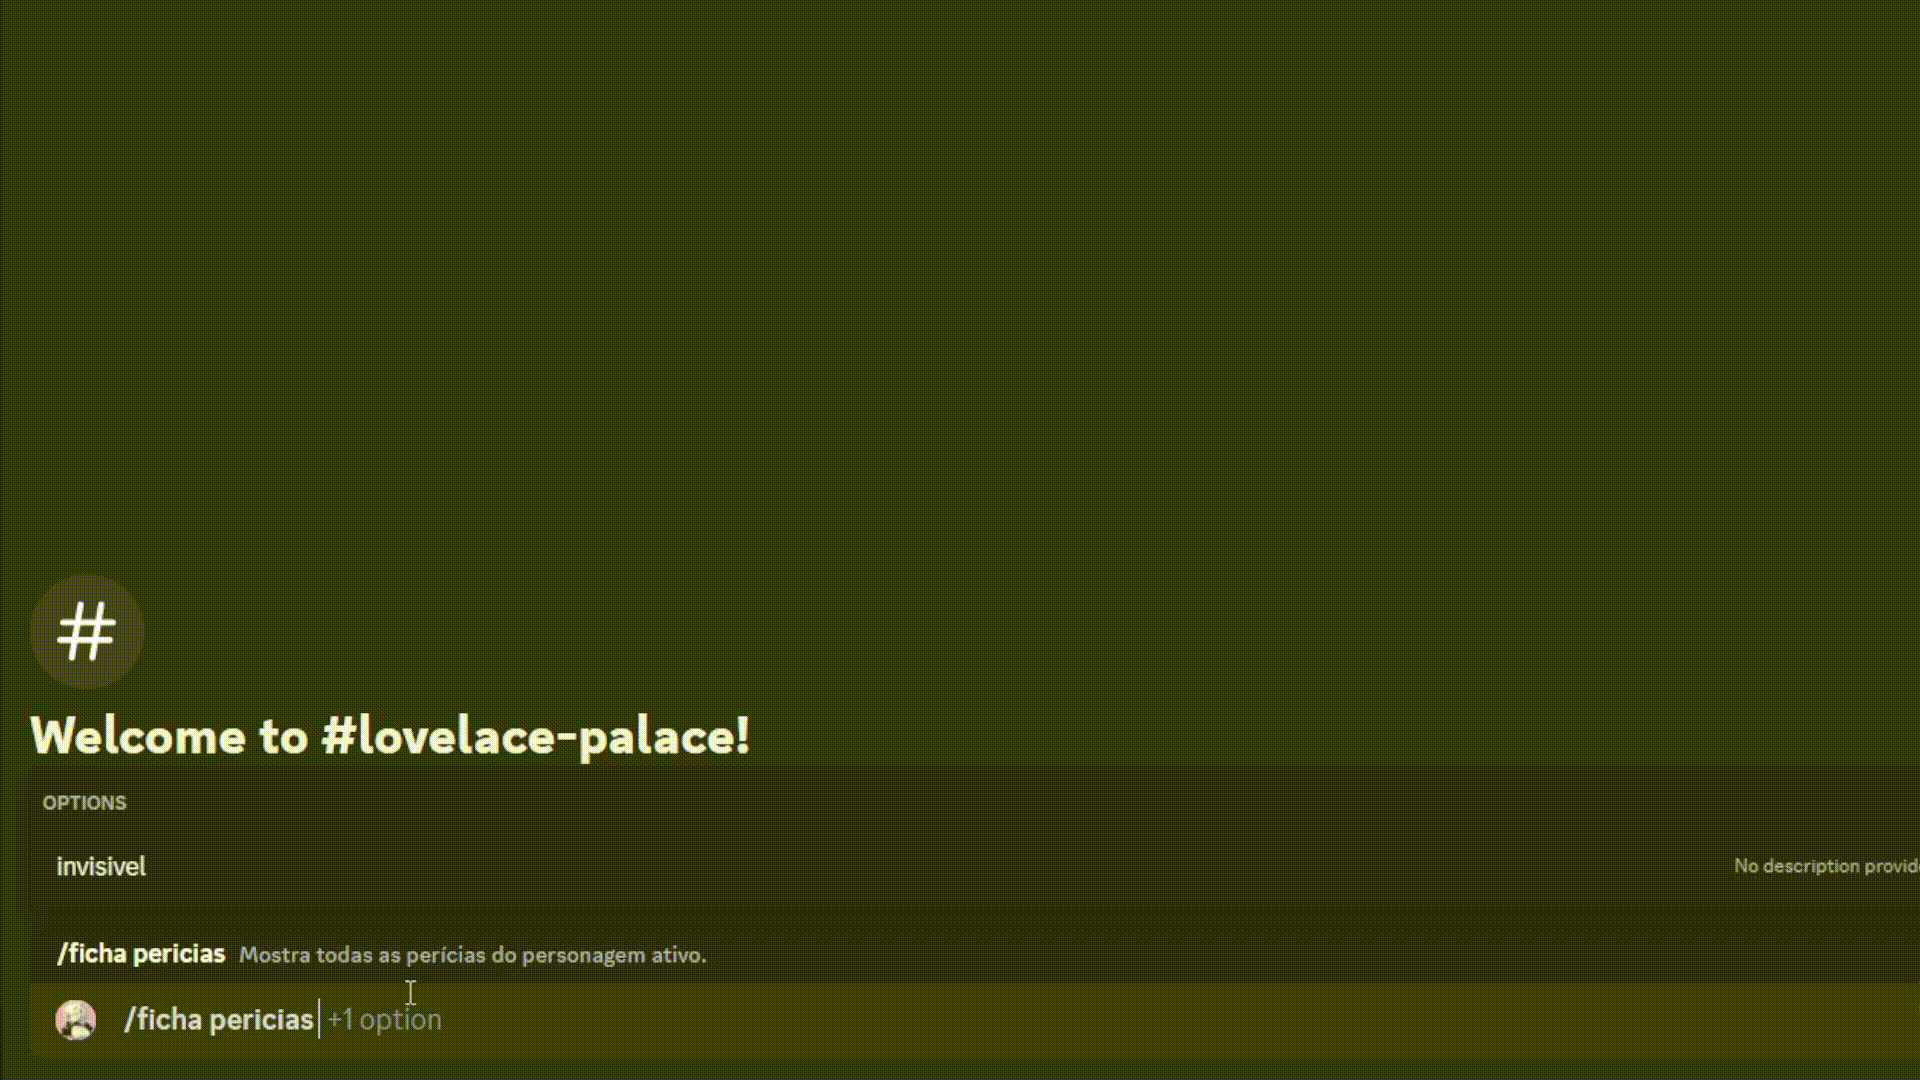 #
Welcome to #lovelace-palace!
OPTIONS
invisivel No description provid
/ficha pericias Mostra todas as perícias do personagem ativo.
/ficha pericias +1 option